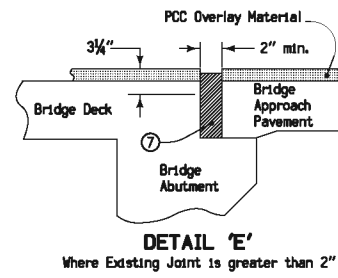 PCC Overlay Material
3¼"
2" min.
Bridge Deck
Bridge
Approach
Pavement
7
Bridge
Abutment
DETAIL 'E'
Where Existing Joint is greater than 2"